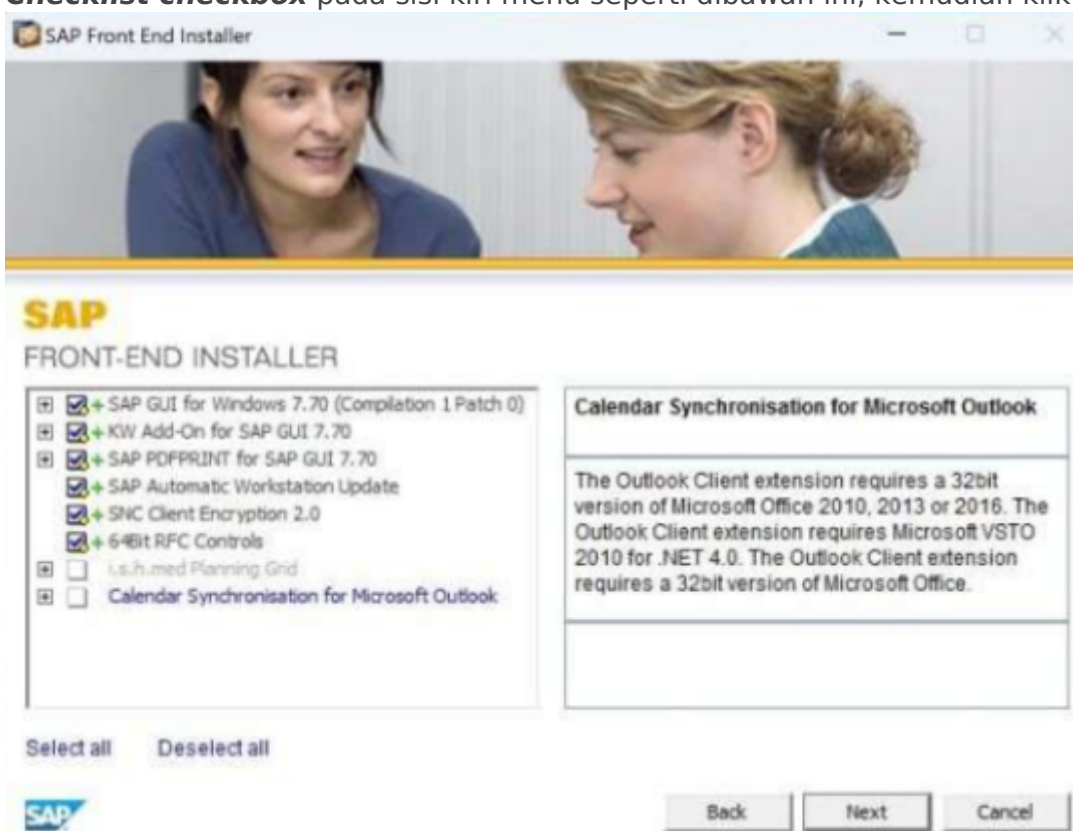 Checklist checkbox pada sisi kiri menu seperti dibawah ini, kemudian klik
SAP Front End Installer
SAP
FRONT-END INSTALLER
SAP GUI for Windows 7.70 (Compilation 1 Patch 0)
KW Add-On for SAP GUI 7.70
SAP PDFPRINT for SAP GUI 7.70
SAP Automatic Workstation Update
SNC Client Encryption 2.0
64Bit RFC Controls
i.s.h.med Planning Grid
Calendar Synchronisation for Microsoft Outlook
Calendar Synchronisation for Microsoft Outlook
The Outlook Client extension requires a 32bit
version of Microsoft Office 2010, 2013 or 2016. The
Outlook Client extension requires Microsoft VSTO
2010 for .NET 4.0. The Outlook Client extension
requires a 32bit version of Microsoft Office.
Select all Deselect all
SAP
Back Next Cancel